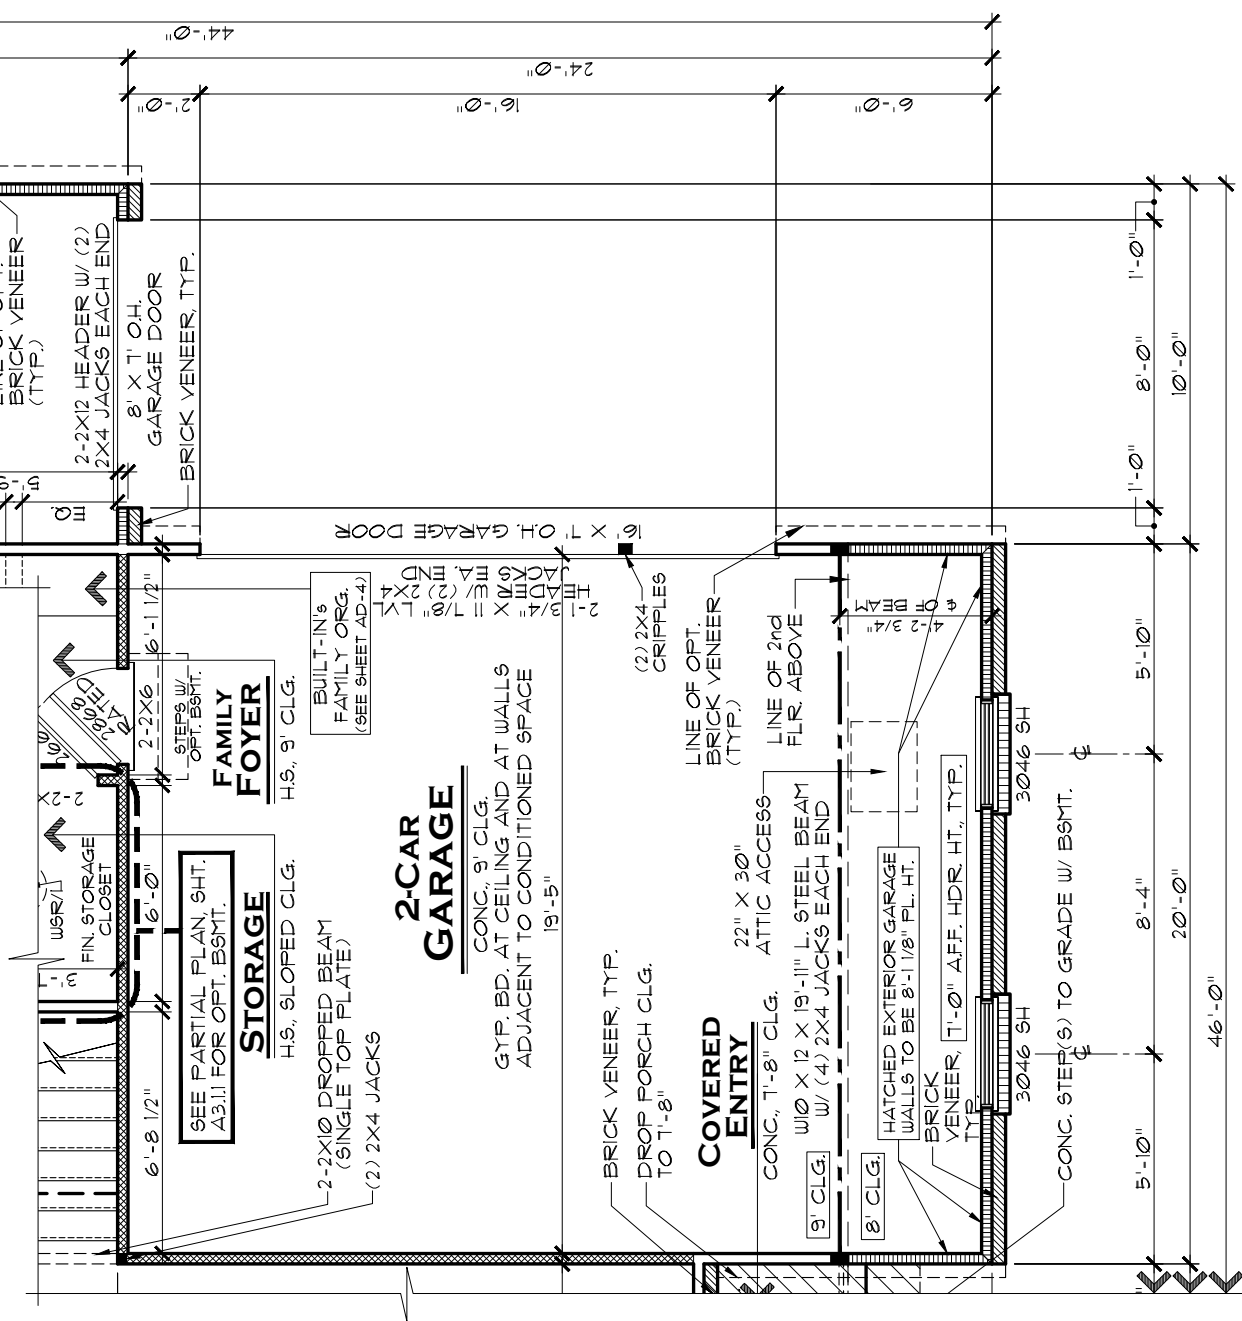 44'-0"
24'-0"
2'-0"
16'-0"
6'-0"
BRICK VENEER
(TYP.)
2-2X12 HEADER W/ (2)
2X4 JACKS EACH END
8' X 7' O.H.
GARAGE DOOR
BRICK VENEER, TYP.
EQ.
1'-0"
8'-0"
1'-0"
10'-0"
16' X 7' O.H. GARAGE DOOR
2-1 3/4" X 11 7/8" LVL
HEADER W/ (2) 2X4
JACKS EA. END
(2) 2X4
CRIPPLES
LINE OF OPT.
BRICK VENEER
(TYP.)
LINE OF 2nd
FLR. ABOVE
4'-2 3/4"
℄ OF BEAM
6'-1 1/2"
2868
RATED
2-2X6
STEPS W/
OPT. BSMT.
FAMILY
FOYER
H.S., 9' CLG.
BUILT-IN's
FAMILY ORG.
(SEE SHEET AD-4)
2-CAR
GARAGE
CONC., 9' CLG.
GYP. BD. AT CEILING AND AT WALLS
ADJACENT TO CONDITIONED SPACE
19'-5"
22" X 30"
ATTIC ACCESS
W10 X 12 X 19'-11" L. STEEL BEAM
W/ (4) 2X4 JACKS EACH END
3046 SH
℄
5'-10"
WSR/
FIN. STORAGE
CLOSET
6'-0"
SEE PARTIAL PLAN, SHT.
A3.1.1 FOR OPT. BSMT.
STORAGE
H.S., SLOPED CLG.
2-2X10 DROPPED BEAM
(SINGLE TOP PLATE)
(2) 2X4 JACKS
6'-8 1/2"
BRICK VENEER, TYP.
DROP PORCH CLG.
TO 7'-8"
COVERED
ENTRY
CONC., 7'-8" CLG.
9' CLG.
8' CLG.
HATCHED EXTERIOR GARAGE
WALLS TO BE 8'-1 1/8" PL. HT.
7'-0" A.F.F. HDR. HT., TYP.
BRICK
VENEER,
TYP.
3046 SH
℄
CONC. STEP(S) TO GRADE W/ BSMT.
8'-4"
5'-10"
20'-0"
46'-0"